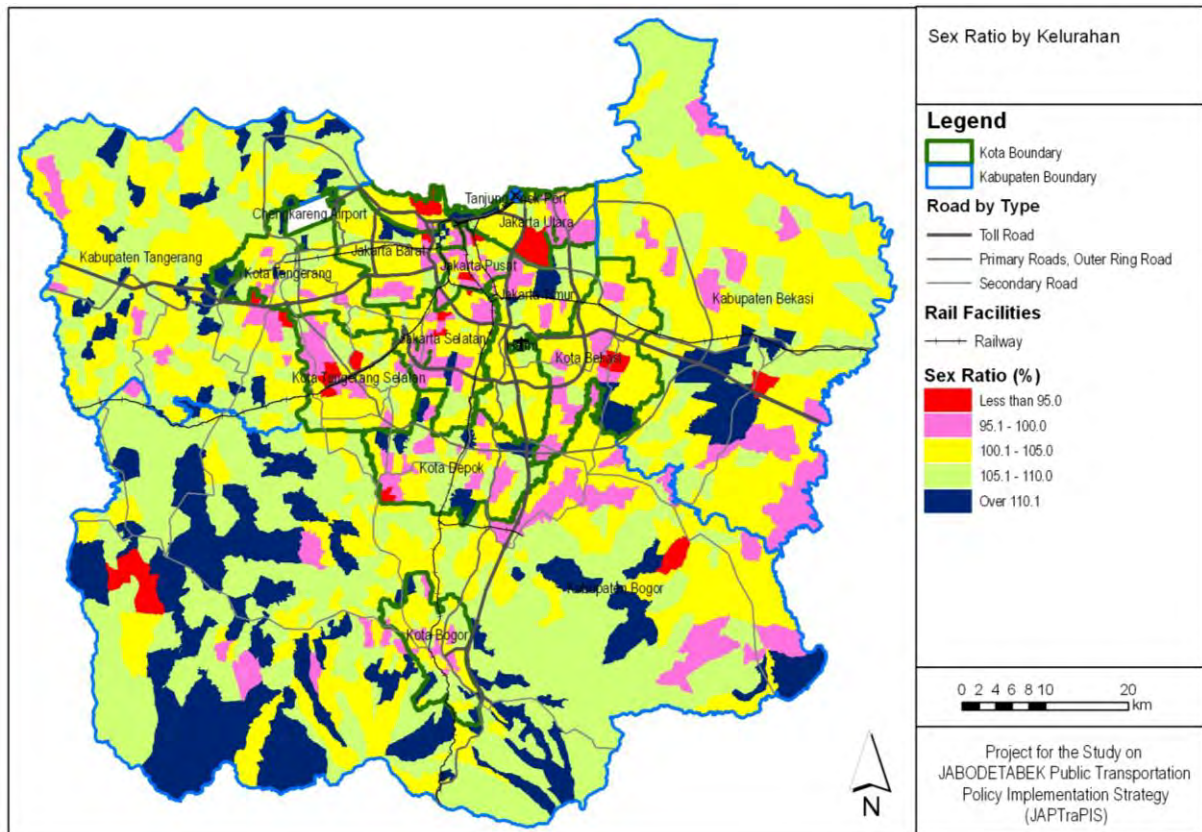 Sex Ratio by Kelurahan
Legend
Kota Boundary
Kabupaten Boundary
Road by Type
Toll Road
Primary Roads, Outer Ring Road
Secondary Road
Rail Facilities
Railway
Sex Ratio (%)
Less than 95.0
95.1 - 100.0
100.1 - 105.0
105.1 - 110.0
Over 110.1
0 2 4 6 8 10 20
km
Project for the Study on
JABODETABEK Public Transportation
Policy Implementation Strategy
(JAPTraPIS)
N
Tanjung Priok Port
Chengkareng Airport
Jakarta Utara
Kabupaten Tangerang
Jakarta Barat
Kota Tangerang
Jakarta Pusat
Jakarta Timur
Kabupaten Bekasi
Jakarta Selatan
Kota Bekasi
Kota Tangerang Selatan
Kota Depok
Kabupaten Bogor
Kota Bogor